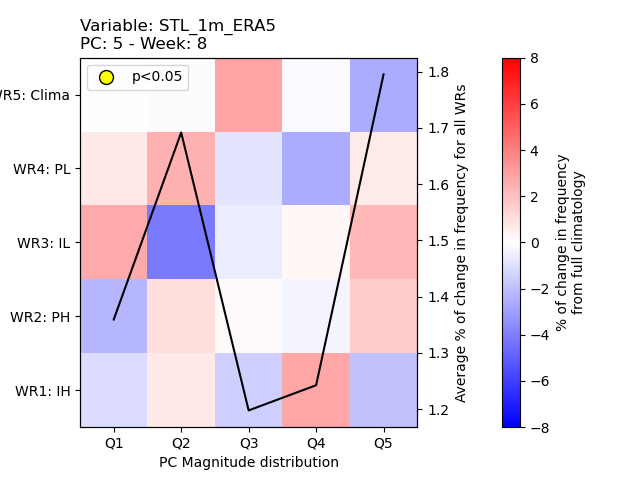 Variable: STL_1m_ERA5
PC: 5 - Week: 8
p<0.05
WR5: Clima
WR4: PL
WR3: IL
WR2: PH
WR1: IH
Q1 Q2 Q3 Q4 Q5
PC Magnitude distribution
1.8
1.7
1.6
1.5
1.4
1.3
1.2
Average % of change in frequency for all WRs
8
6
4
2
0
−2
−4
−6
−8
% of change in frequency
from full climatology